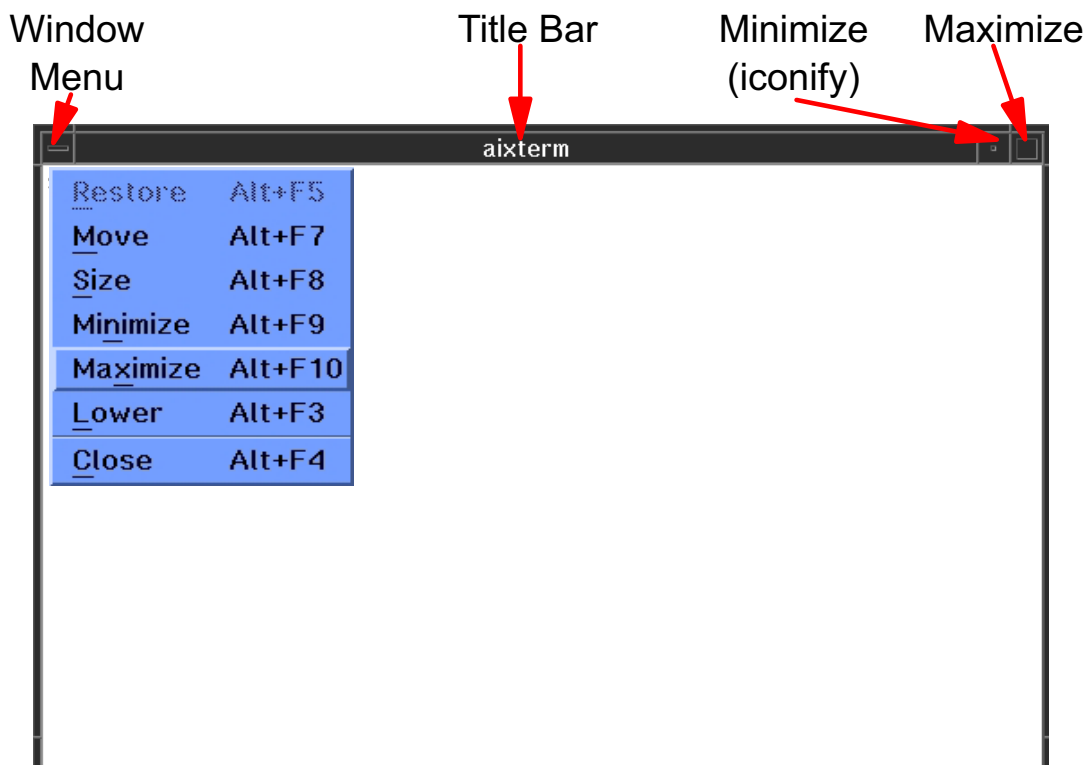 Window Menu
Title Bar
Minimize (iconify)
Maximize
aixterm
Restore Alt+F5
Move Alt+F7
Size Alt+F8
Minimize Alt+F9
Maximize Alt+F10
Lower Alt+F3
Close Alt+F4